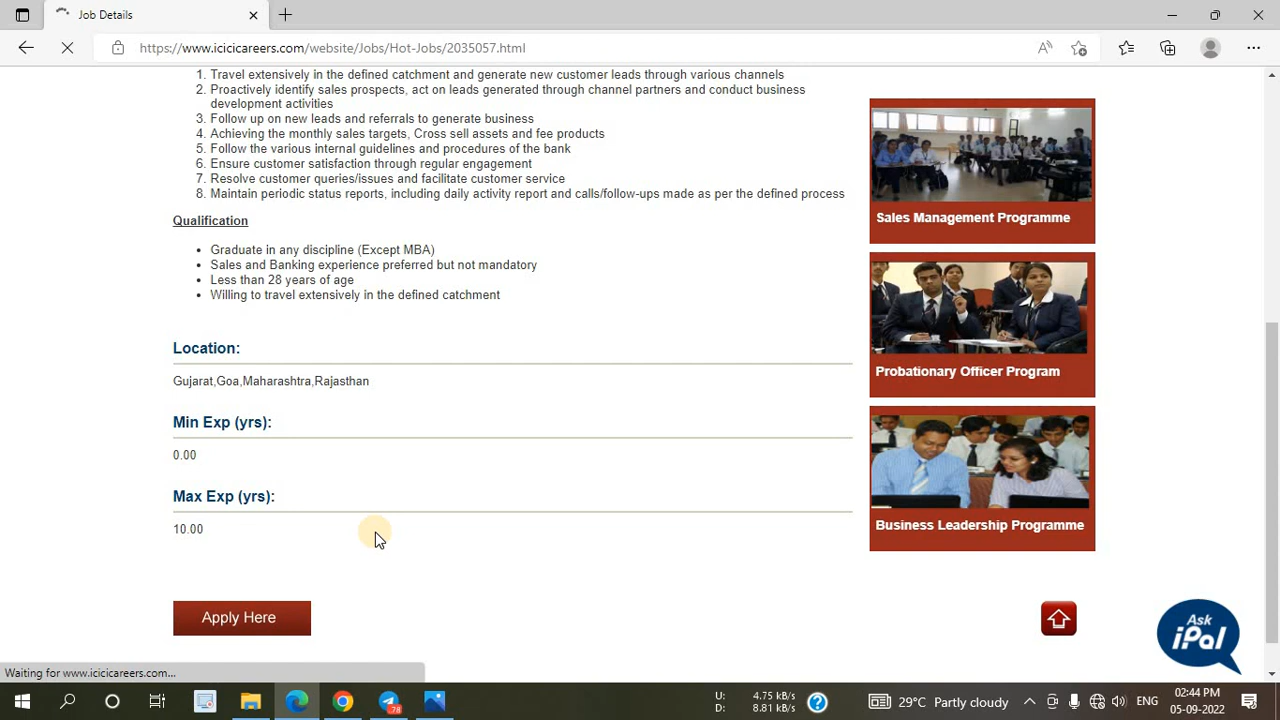 Job Details
https://www.icicicareers.com/website/Jobs/Hot-Jobs/2035057.html
1. Travel extensively in the defined catchment and generate new customer leads through various channels
2. Proactively identify sales prospects, act on leads generated through channel partners and conduct business
development activities
3. Follow up on new leads and referrals to generate business
4. Achieving the monthly sales targets, Cross sell assets and fee products
5. Follow the various internal guidelines and procedures of the bank
6. Ensure customer satisfaction through regular engagement
7. Resolve customer queries/issues and facilitate customer service
8. Maintain periodic status reports, including daily activity report and calls/follow-ups made as per the defined process
Qualification
• Graduate in any discipline (Except MBA)
• Sales and Banking experience preferred but not mandatory
• Less than 28 years of age
• Willing to travel extensively in the defined catchment
Location:
Gujarat,Goa,Maharashtra,Rajasthan
Min Exp (yrs):
0.00
Max Exp (yrs):
10.00
Apply Here
Sales Management Programme
Probationary Officer Program
Business Leadership Programme
Ask
iPal
Waiting for www.icicicareers.com...
78
U: 4.75 kB/s
D: 8.81 kB/s
29°C Partly cloudy
ENG
02:44 PM
05-09-2022